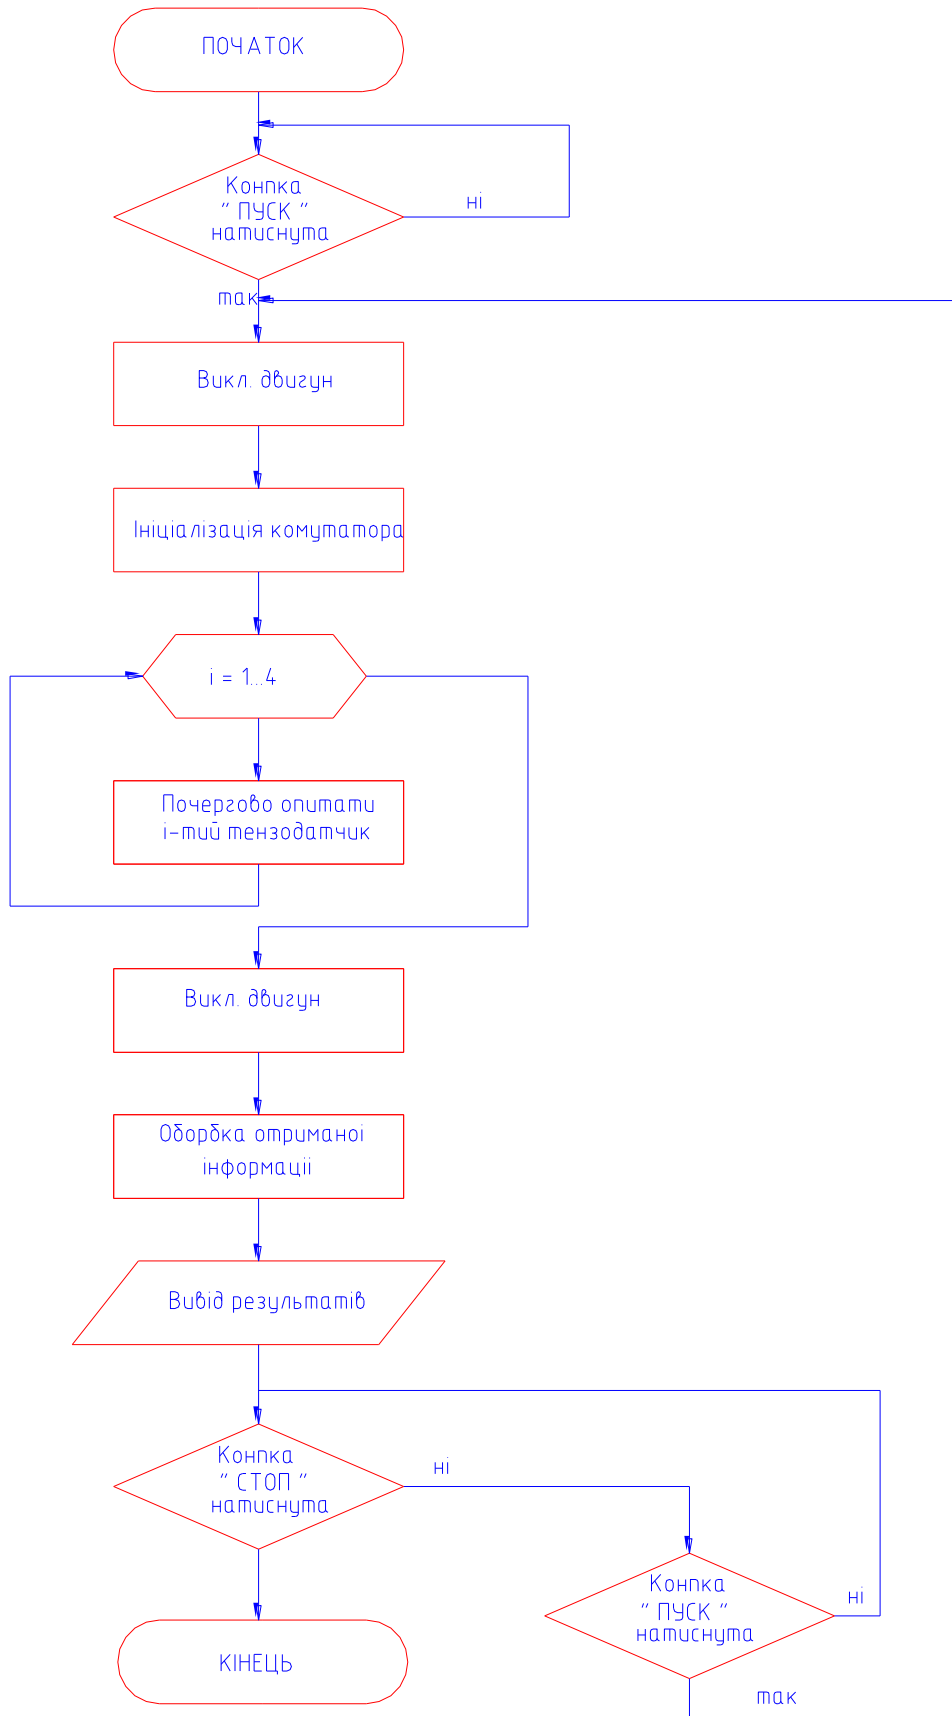 ПОЧАТОК
Конпка
" ПУСК "
натиснута
ні
так
Викл. двигун
Ініціалізація комутатора
і = 1...4
Почергово опитати
і-тий тензодатчик
Викл. двигун
Оборбка отриманоі
інформаціі
Вивід результатів
Конпка
" СТОП "
натиснута
ні
Конпка
" ПУСК "
натиснута
ні
так
КІНЕЦЬ